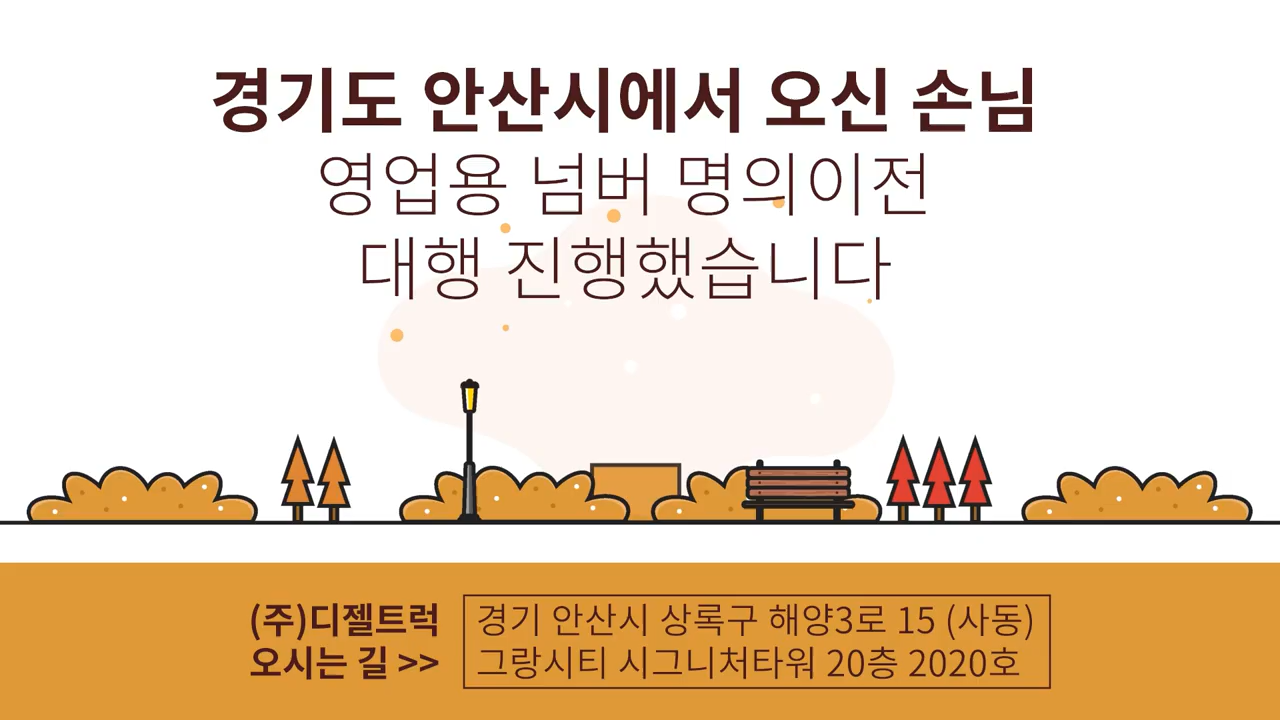 경기도 안산시에서 오신 손님
영업용 넘버 명의이전
대행 진행했습니다
(주)디젤트럭
오시는 길 >>
경기 안산시 상록구 해양3로 15 (사동)
그랑시티 시그니처타워 20층 2020호